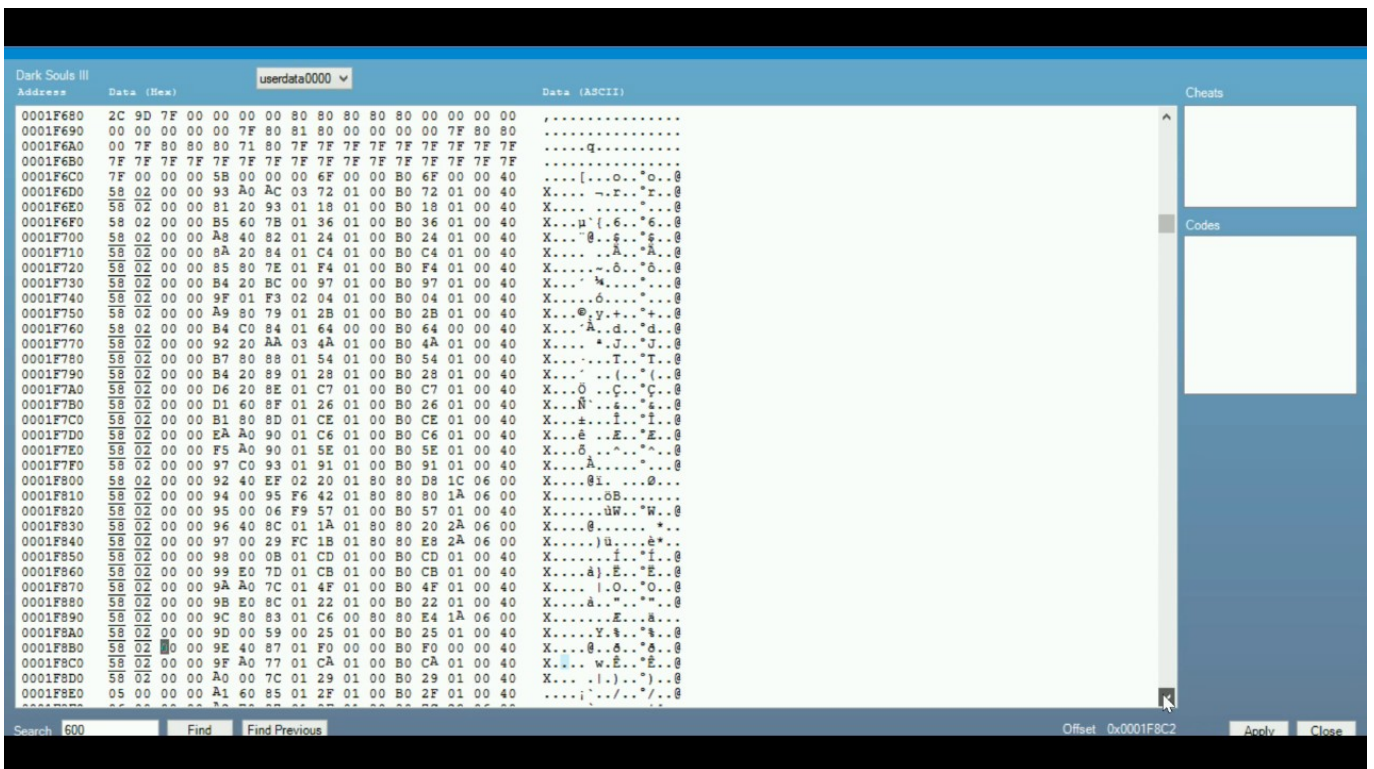 Dark Souls III
userdata0000
Address Data (Hex) Data (ASCII)
Cheats
0001F680 2C 9D 7F 00 00 00 00 80 80 80 80 80 00 00 00 00 ,...............
0001F690 00 00 00 00 00 7F 80 81 80 00 00 00 00 7F 80 80 ................
0001F6A0 00 7F 80 80 80 71 80 7F 7F 7F 7F 7F 7F 7F 7F 7F .....q..........
0001F6B0 7F 7F 7F 7F 7F 7F 7F 7F 7F 7F 7F 7F 7F 7F 7F 7F ................
0001F6C0 7F 00 00 00 5B 00 00 00 6F 00 00 B0 6F 00 00 40 ....[...o..°o..@
0001F6D0 58 02 00 00 93 A0 AC 03 72 01 00 B0 72 01 00 40 X.... ¬.r..°r..@
0001F6E0 58 02 00 00 81 20 93 01 18 01 00 B0 18 01 00 40 X.... ......°...@
0001F6F0 58 02 00 00 B5 60 7B 01 36 01 00 B0 36 01 00 40 X...µ`{.6..°6..@
0001F700 58 02 00 00 A8 40 82 01 24 01 00 B0 24 01 00 40 X...¨@..$..°$..@
0001F710 58 02 00 00 8A 20 84 01 C4 01 00 B0 C4 01 00 40 X.... ..Ä..°Ä..@
0001F720 58 02 00 00 85 80 7E 01 F4 01 00 B0 F4 01 00 40 X.....~.ô..°ô..@
0001F730 58 02 00 00 B4 20 BC 00 97 01 00 B0 97 01 00 40 X...´ ¼....°...@
0001F740 58 02 00 00 9F 01 F3 02 04 01 00 B0 04 01 00 40 X.....ó....°...@
0001F750 58 02 00 00 A9 80 79 01 2B 01 00 B0 2B 01 00 40 X...©.y.+..°+..@
0001F760 58 02 00 00 B4 C0 84 01 64 00 00 B0 64 00 00 40 X...´À..d..°d..@
0001F770 58 02 00 00 92 20 AA 03 4A 01 00 B0 4A 01 00 40 X.... ª.J..°J..@
0001F780 58 02 00 00 B7 80 88 01 54 01 00 B0 54 01 00 40 X...·...T..°T..@
0001F790 58 02 00 00 B4 20 89 01 28 01 00 B0 28 01 00 40 X...´ ..(..°(..@
0001F7A0 58 02 00 00 D6 20 8E 01 C7 01 00 B0 C7 01 00 40 X...Ö ..Ç..°Ç..@
0001F7B0 58 02 00 00 D1 60 8F 01 26 01 00 B0 26 01 00 40 X...Ñ`..&..°&..@
0001F7C0 58 02 00 00 B1 80 8D 01 CE 01 00 B0 CE 01 00 40 X...±...Î..°Î..@
0001F7D0 58 02 00 00 EA A0 90 01 C6 01 00 B0 C6 01 00 40 X...ê ..Æ..°Æ..@
0001F7E0 58 02 00 00 F5 A0 90 01 5E 01 00 B0 5E 01 00 40 X...õ ..^..°^..@
0001F7F0 58 02 00 00 97 C0 93 01 91 01 00 B0 91 01 00 40 X....À.....°...@
0001F800 58 02 00 00 92 40 EF 02 20 01 80 80 D8 1C 06 00 X....@ï. ...Ø...
0001F810 58 02 00 00 94 00 95 F6 42 01 80 80 80 1A 06 00 X......öB.......
0001F820 58 02 00 00 95 00 06 F9 57 01 00 B0 57 01 00 40 X......ùW..°W..@
0001F830 58 02 00 00 96 40 8C 01 1A 01 80 80 20 2A 06 00 X....@...... *..
0001F840 58 02 00 00 97 00 29 FC 1B 01 80 80 E8 2A 06 00 X.....)ü....è*..
0001F850 58 02 00 00 98 00 0B 01 CD 01 00 B0 CD 01 00 40 X.......Í..°Í..@
0001F860 58 02 00 00 99 E0 7D 01 CB 01 00 B0 CB 01 00 40 X....à}.Ë..°Ë..@
0001F870 58 02 00 00 9A A0 7C 01 4F 01 00 B0 4F 01 00 40 X.... |.O..°O..@
0001F880 58 02 00 00 9B E0 8C 01 22 01 00 B0 22 01 00 40 X....à.."..°"..@
0001F890 58 02 00 00 9C 80 83 01 C6 00 80 80 E4 1A 06 00 X.......Æ...ä...
0001F8A0 58 02 00 00 9D 00 59 00 25 01 00 B0 25 01 00 40 X.....Y.%..°%..@
0001F8B0 58 02 00 00 9E 40 87 01 F0 00 00 B0 F0 00 00 40 X....@..ð..°ð..@
0001F8C0 58 02 00 00 9F A0 77 01 CA 01 00 B0 CA 01 00 40 X.... w.Ê..°Ê..@
0001F8D0 58 02 00 00 A0 00 7C 01 29 01 00 B0 29 01 00 40 X... .|.)..°)..@
0001F8E0 05 00 00 00 A1 60 85 01 2F 01 00 B0 2F 01 00 40 ....¡`../..°/..@
Codes
Search 600 Find Find Previous Offset 0x0001F8C2 Apply Close